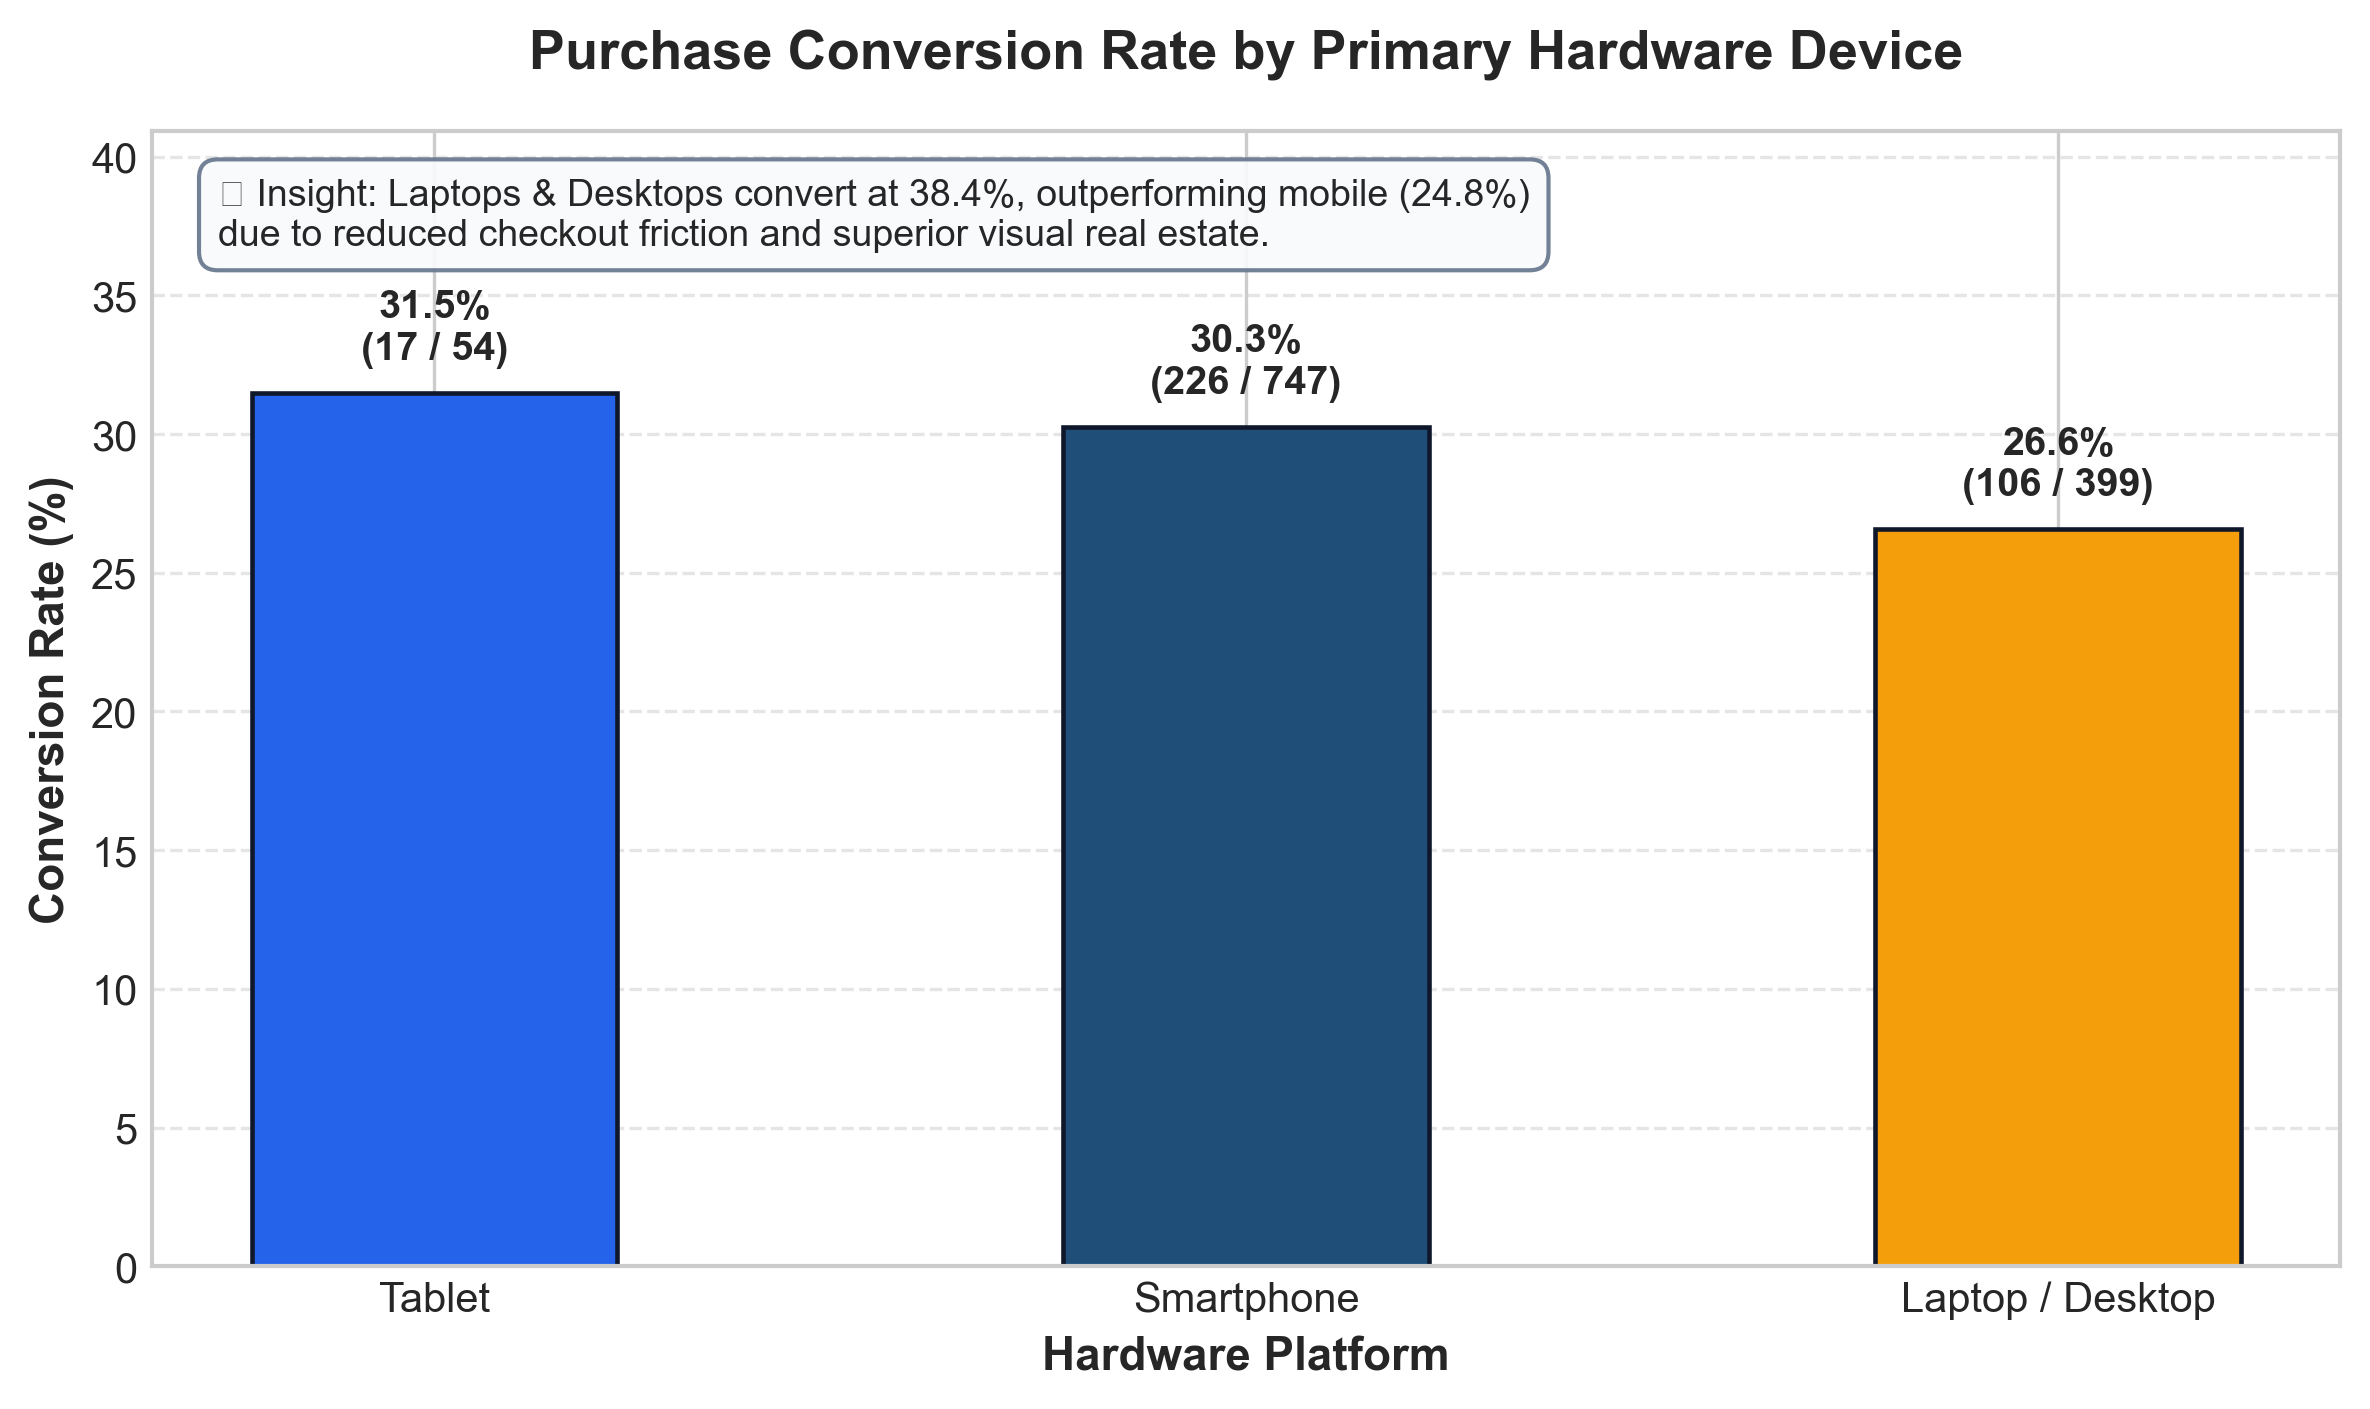 Purchase Conversion Rate by Primary Hardware Device
40
35
30
25
20
15
10
5
0
Conversion Rate (%)
Insight: Laptops & Desktops convert at 38.4%, outperforming mobile (24.8%)
due to reduced checkout friction and superior visual real estate.
31.5%
(17 / 54)
30.3%
(226 / 747)
26.6%
(106 / 399)
Tablet
Smartphone
Laptop / Desktop
Hardware Platform